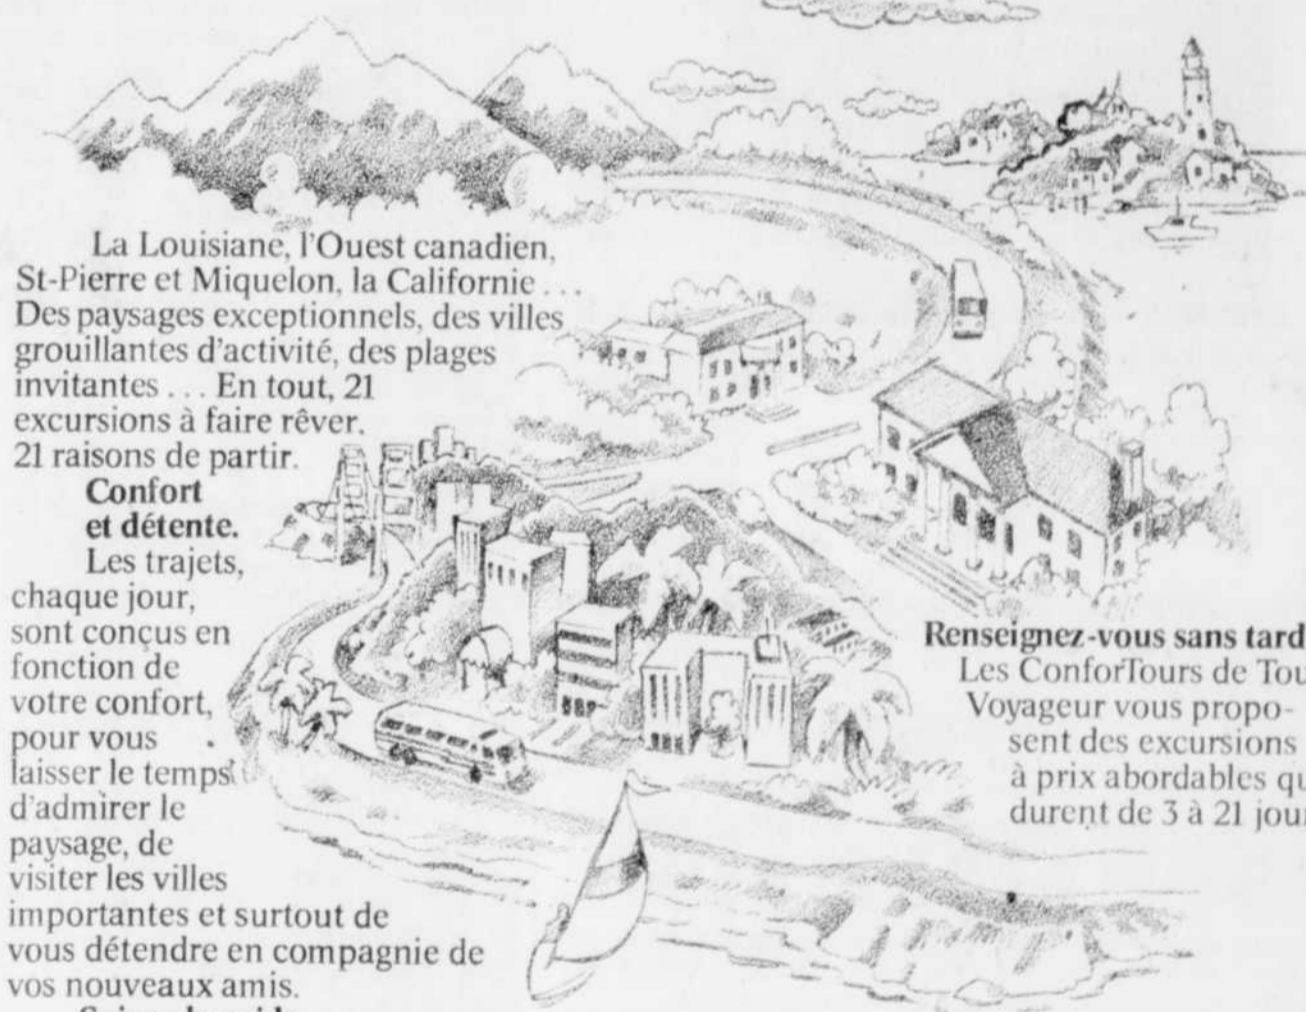 La Louisiane, l'Ouest canadien,
St-Pierre et Miquelon, la Californie ...
Des paysages exceptionnels, des villes
grouillantes d'activité, des plages
invitantes ... En tout, 21
excursions à faire rêver.
21 raisons de partir.
Confort
et détente.
Les trajets,
chaque jour,
sont conçus en
fonction de
votre confort,
pour vous
laisser le temps
d'admirer le
paysage, de
visiter les villes
importantes et surtout de
vous détendre en compagnie de
vos nouveaux amis.
Renseignez-vous sans tard
Les ConforTours de Tou
Voyageur vous propo-
sent des excursions
à prix abordables qu
durent de 3 à 21 jour